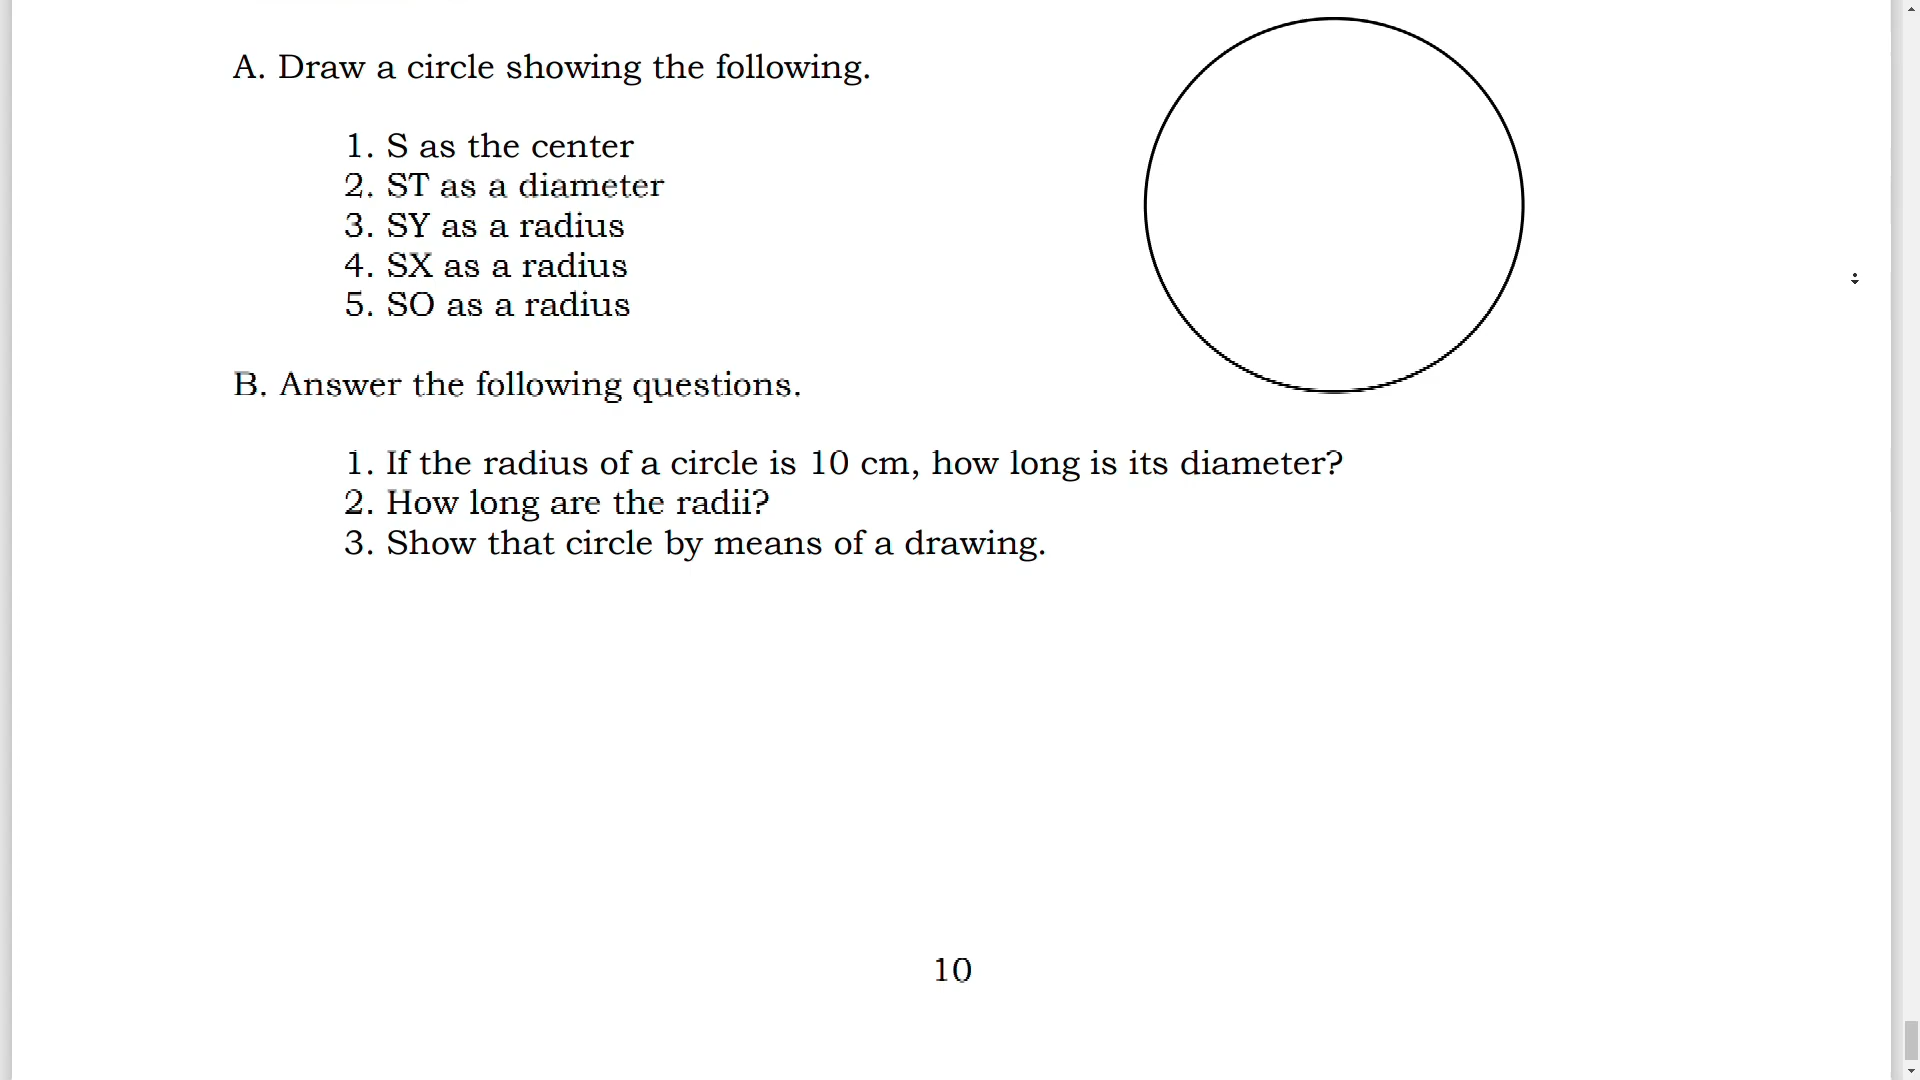 A. Draw a circle showing the following.
1. S as the center
2. ST as a diameter
3. SY as a radius
4. SX as a radius
5. SO as a radius
B. Answer the following questions.
1. If the radius of a circle is 10 cm, how long is its diameter?
2. How long are the radii?
3. Show that circle by means of a drawing.
10